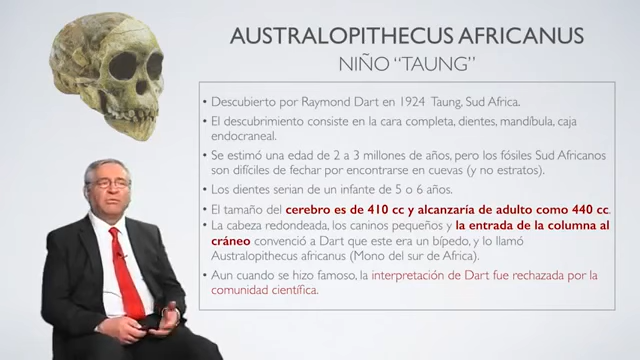 AUSTRALOPITHECUS AFRICANUS
NIÑO “TAUNG”
• Descubierto por Raymond Dart en 1924 Taung, Sud Africa.
• El descubrimiento consiste en la cara completa, dientes, mandíbula, caja
endocraneal.
• Se estimó una edad de 2 a 3 millones de años, pero los fósiles Sud Africanos
son difíciles de fechar por encontrarse en cuevas (y no estratos).
• Los dientes serian de un infante de 5 o 6 años.
• El tamaño del cerebro es de 410 cc y alcanzaría de adulto como 440 cc.
• La cabeza redondeada, los caninos pequeños y la entrada de la columna al
cráneo convenció a Dart que este era un bípedo, y lo llamó
Australopithecus africanus (Mono del sur de Africa).
• Aun cuando se hizo famoso, la interpretación de Dart fue rechazada por la
comunidad científica.